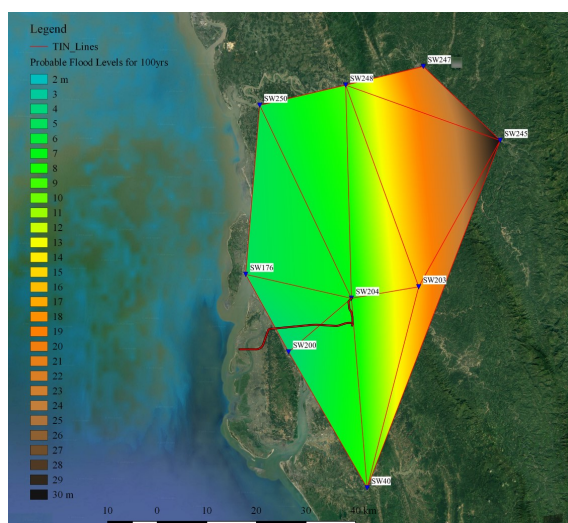 Legend
TIN_Lines
Probable Flood Levels for 100yrs
2 m
3
4
5
6
7
8
9
10
11
12
13
14
15
16
17
18
19
20
21
22
23
24
25
26
27
28
29
30 m
SW247
SW248
SW250
SW245
SW176
SW203
SW204
SW200
SW40
10 0 10 20 30 40 km